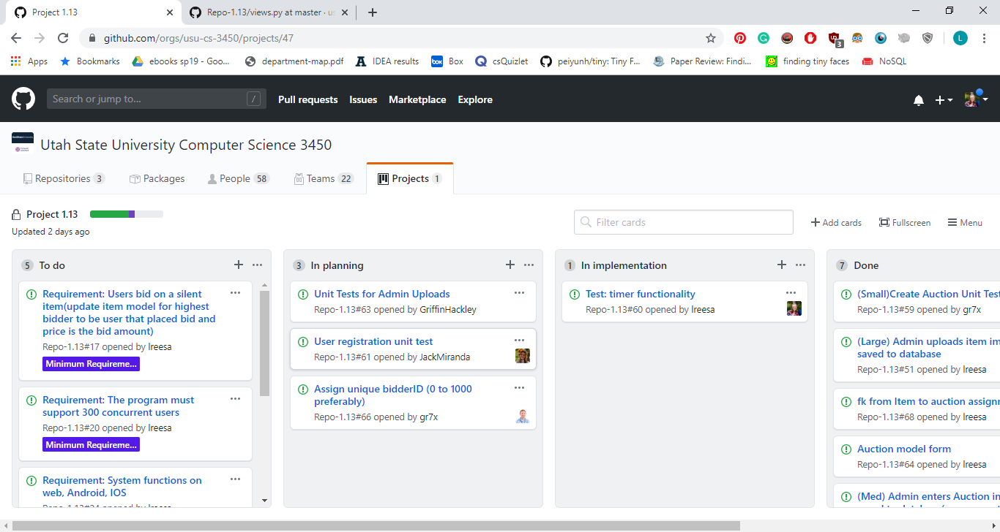 Project 1.13
Repo-1.13/views.py at master · us
github.com/orgs/usu-cs-3450/projects/47
3
L
Apps
Bookmarks
ebooks sp19 - Goo...
department-map.pdf
IDEA results
box
Box
csQuizlet
peiyunh/tiny: Tiny F...
Paper Review: Findi...
finding tiny faces
NoSQL
Search or jump to...
/
Pull requests
Issues
Marketplace
Explore
Utah State University Computer Science 3450
Repositories 3
Packages
People 58
Teams 22
Projects 1
Project 1.13
Updated 2 days ago
Filter cards
Add cards
Fullscreen
Menu
5 To do
Requirement: Users bid on a silent
item(update item model for highest
bidder to be user that placed bid and
price is the bid amount)
Repo-1.13#17 opened by lreesa
Minimum Requireme...
Requirement: The program must
support 300 concurrent users
Repo-1.13#20 opened by lreesa
Minimum Requireme...
Requirement: System functions on
web, Android, IOS
Repo-1.13#24 opened by lreesa
3 In planning
Unit Tests for Admin Uploads
Repo-1.13#63 opened by GriffinHackley
User registration unit test
Repo-1.13#61 opened by JackMiranda
Assign unique bidderID (0 to 1000
preferably)
Repo-1.13#66 opened by gr7x
1 In implementation
Test: timer functionality
Repo-1.13#60 opened by lreesa
7 Done
(Small)Create Auction Unit Test
Repo-1.13#59 opened by gr7x
(Large) Admin uploads item im
saved to database
Repo-1.13#51 opened by lreesa
fk from Item to auction assignm
Repo-1.13#68 opened by lreesa
Auction model form
Repo-1.13#64 opened by lreesa
(Med) Admin enters Auction in